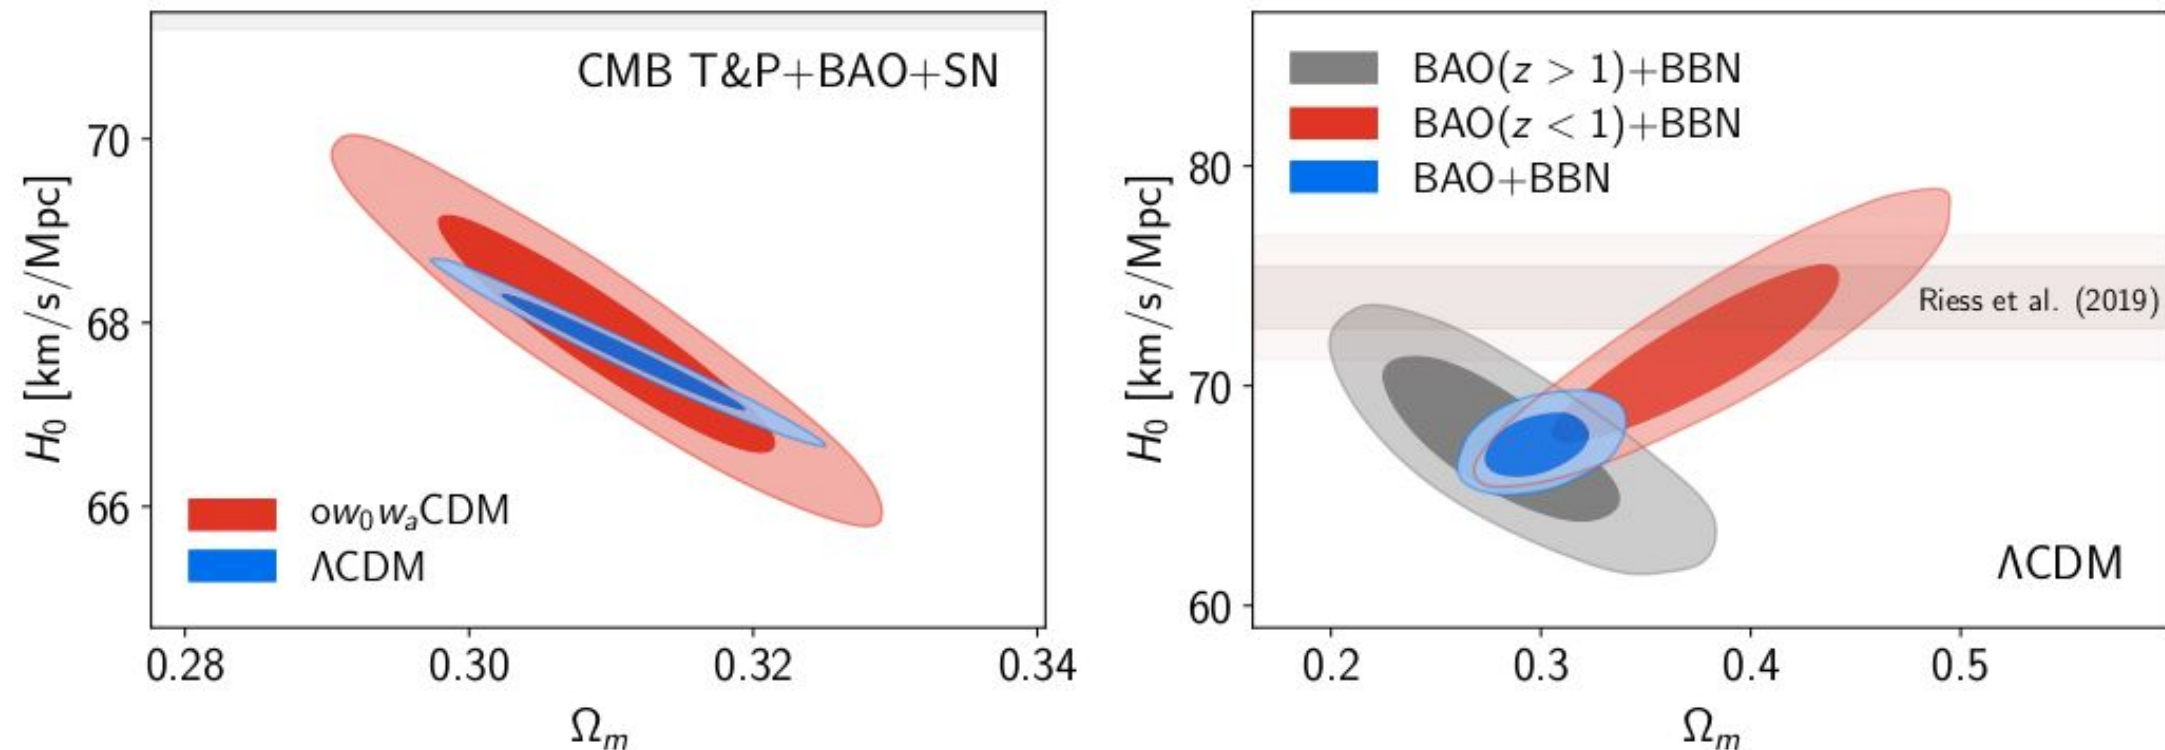 CMB T&P+BAO+SN
70
68
66
H₀ [km/s/Mpc]
ow₀wₐCDM
ΛCDM
0.28 0.30 0.32 0.34
Ωₘ
BAO(z > 1)+BBN
BAO(z < 1)+BBN
BAO+BBN
80
70
60
H₀ [km/s/Mpc]
Riess et al. (2019)
ΛCDM
0.2 0.3 0.4 0.5
Ωₘ